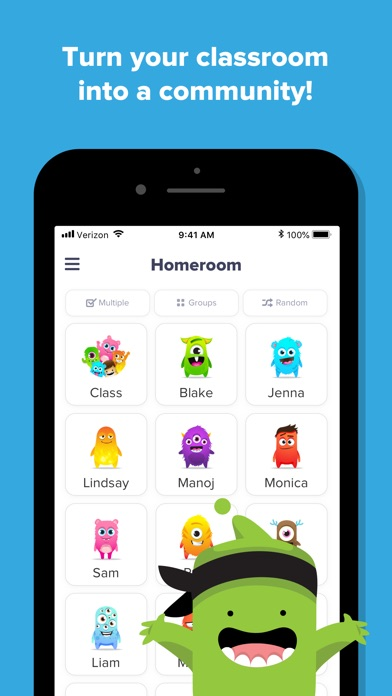 Turn your classroom
into a community!
Verizon 9:41 AM 100%
Homeroom
Multiple Groups Random
Class Blake Jenna
Lindsay Manoj Monica
Sam
Liam